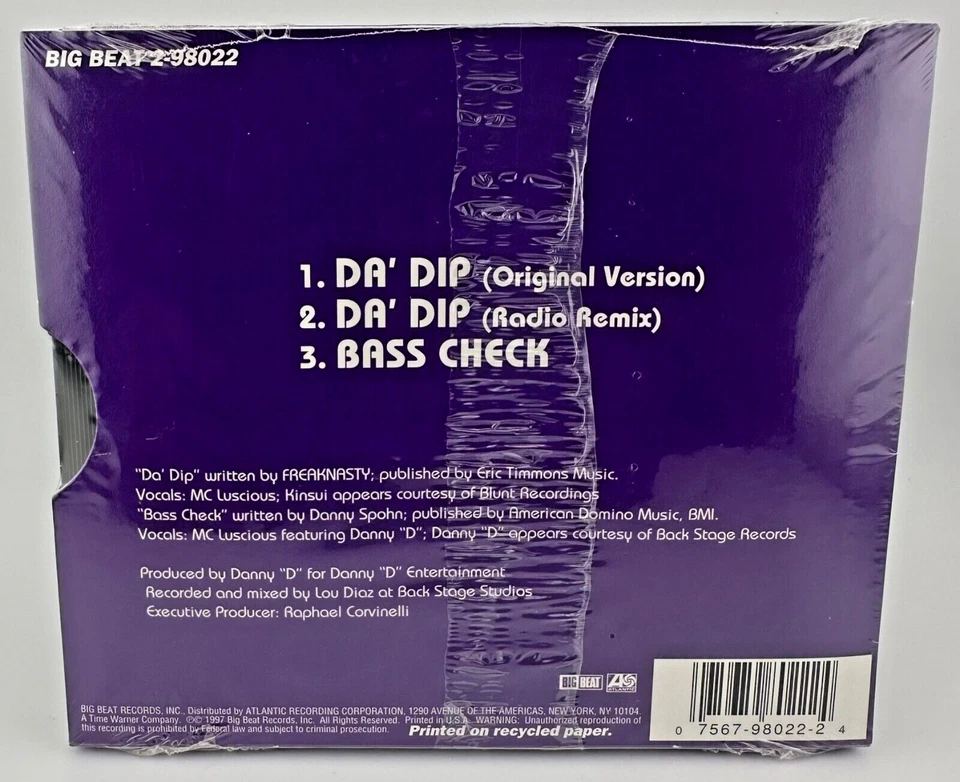 BIG BEAT 2-98022
1. DA' DIP (Original Version)
2. DA' DIP (Radio Remix)
3. BASS CHECK
"Da' Dip" written by FREAKNASTY; published by Eric Timmons Music.
Vocals: MC Luscious; Kinsui appears courtesy of Blunt Recordings
"Bass Check" written by Danny Spohn; published by American Domino Music, BMI.
Vocals: MC Luscious featuring Danny "D"; Danny "D" appears courtesy of Back Stage Records
Produced by Danny "D" for Danny "D" Entertainment
Recorded and mixed by Lou Diaz at Back Stage Studios
Executive Producer: Raphael Corvinelli
BIG BEAT
ATLANTIC
BIG BEAT RECORDS, INC., Distributed by ATLANTIC RECORDING CORPORATION, 1290 AVENUE OF THE AMERICAS, NEW YORK, NY 10104.
A Time Warner Company. ℗© 1997 Big Beat Records, Inc. All Rights Reserved. Printed in U.S.A. WARNING: Unauthorized reproduction of
this recording is prohibited by Federal law and subject to criminal prosecution. Printed on recycled paper.
0 7567-98022-2 4